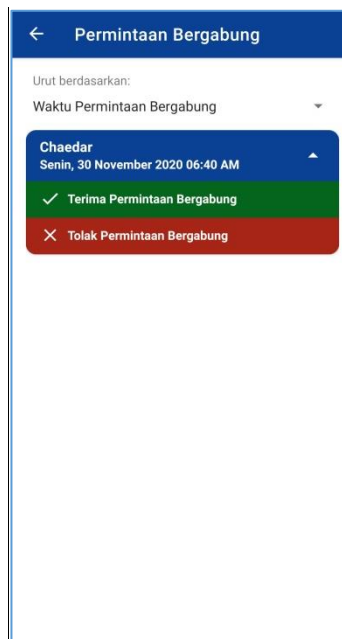 Permintaan Bergabung
Urut berdasarkan:
Waktu Permintaan Bergabung
Chaedar
Senin, 30 November 2020 06:40 AM
Terima Permintaan Bergabung
Tolak Permintaan Bergabung